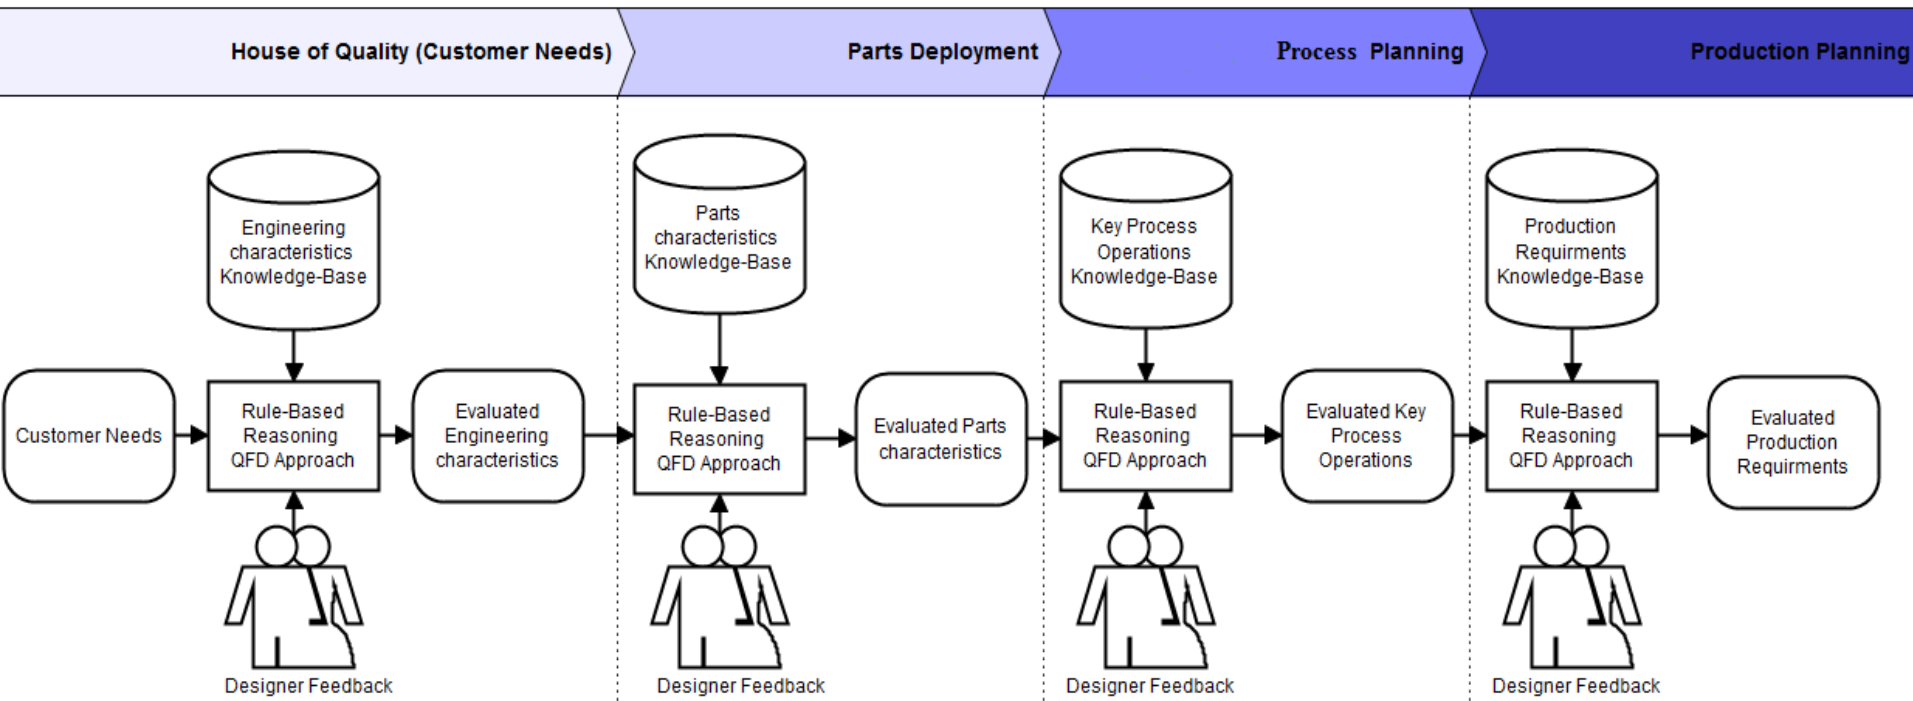 House of Quality (Customer Needs)
Parts Deployment
Process Planning
Production Planning
Engineering
characteristics
Knowledge-Base
Parts
characteristics
Knowledge-Base
Key Process
Operations
Knowledge-Base
Production
Requirments
Knowledge-Base
Customer Needs
Rule-Based
Reasoning
QFD Approach
Evaluated
Engineering
characteristics
Rule-Based
Reasoning
QFD Approach
Evaluated Parts
characteristics
Rule-Based
Reasoning
QFD Approach
Evaluated Key
Process
Operations
Rule-Based
Reasoning
QFD Approach
Evaluated
Production
Requirments
Designer Feedback
Designer Feedback
Designer Feedback
Designer Feedback